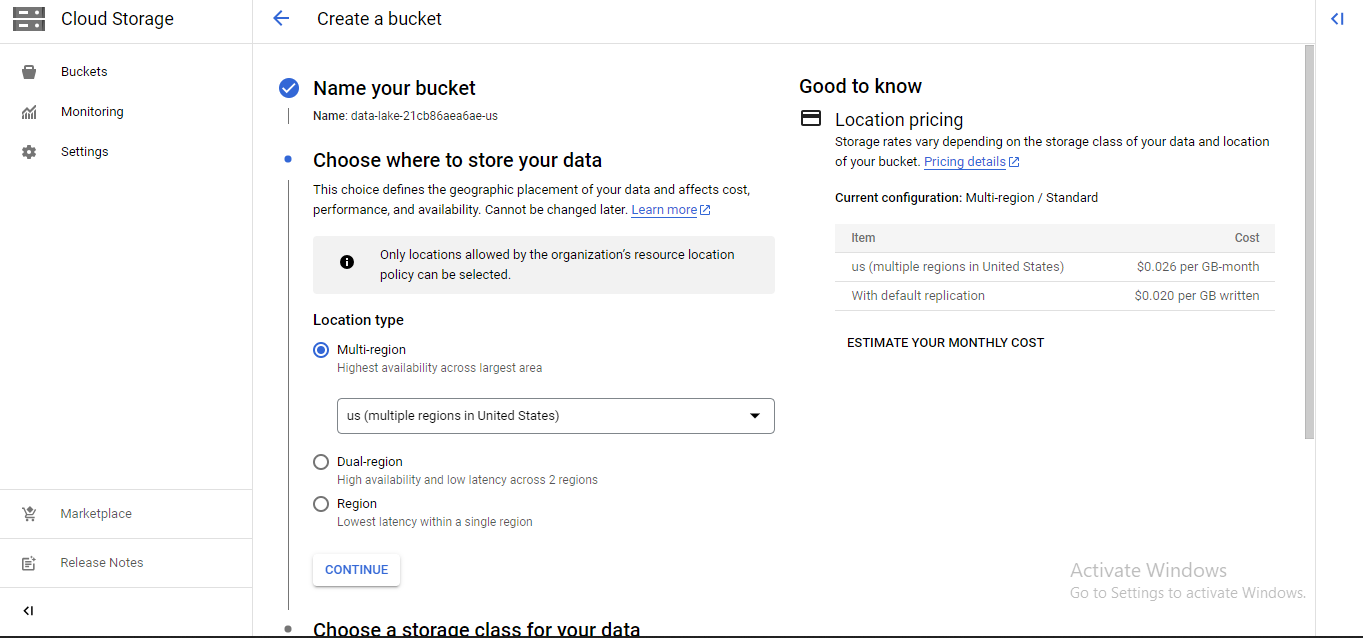 Cloud Storage
Create a bucket
Buckets
Monitoring
Settings
Marketplace
Release Notes
Name your bucket
Name: data-lake-21cb86aea6ae-us
Choose where to store your data
This choice defines the geographic placement of your data and affects cost,
performance, and availability. Cannot be changed later. Learn more
Only locations allowed by the organization's resource location
policy can be selected.
Location type
Multi-region
Highest availability across largest area
us (multiple regions in United States)
Dual-region
High availability and low latency across 2 regions
Region
Lowest latency within a single region
CONTINUE
Choose a storage class for your data
Good to know
Location pricing
Storage rates vary depending on the storage class of your data and location
of your bucket. Pricing details
Current configuration: Multi-region / Standard
Item Cost
us (multiple regions in United States) $0.026 per GB-month
With default replication $0.020 per GB written
ESTIMATE YOUR MONTHLY COST
Activate Windows
Go to Settings to activate Windows.